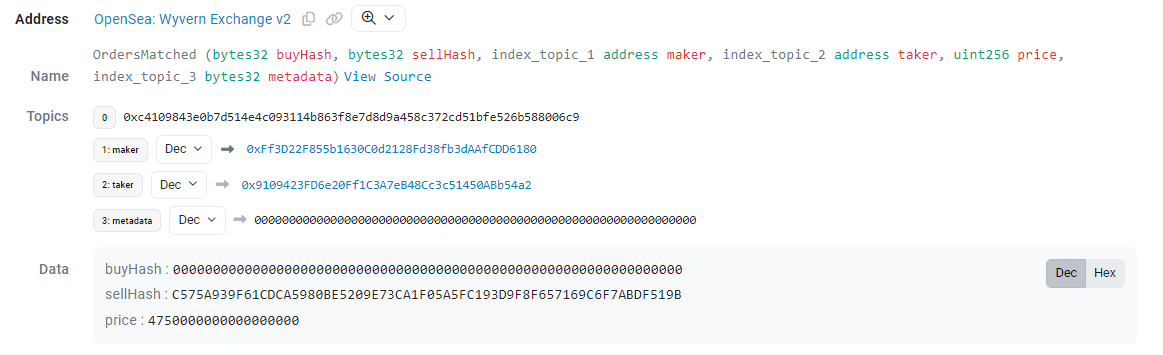 Address OpenSea: Wyvern Exchange v2
OrdersMatched (bytes32 buyHash, bytes32 sellHash, index_topic_1 address maker, index_topic_2 address taker, uint256 price,
Name index_topic_3 bytes32 metadata) View Source
Topics 0 0xc4109843e0b7d514e4c093114b863f8e7d8d9a458c372cd51bfe526b588006c9
1: maker Dec 0xFf3D22F855b1630C0d2128Fd38fb3dAAfCDD6180
2: taker Dec 0x9109423FD6e20Ff1C3A7eB48Cc3c51450ABb54a2
3: metadata Dec 0000000000000000000000000000000000000000000000000000000000000000
Data buyHash : 0000000000000000000000000000000000000000000000000000000000000000 Dec Hex
sellHash : C575A939F61CDCA5980BE5209E73CA1F05A5FC193D9F8F657169C6F7ABDF519B
price : 4750000000000000000